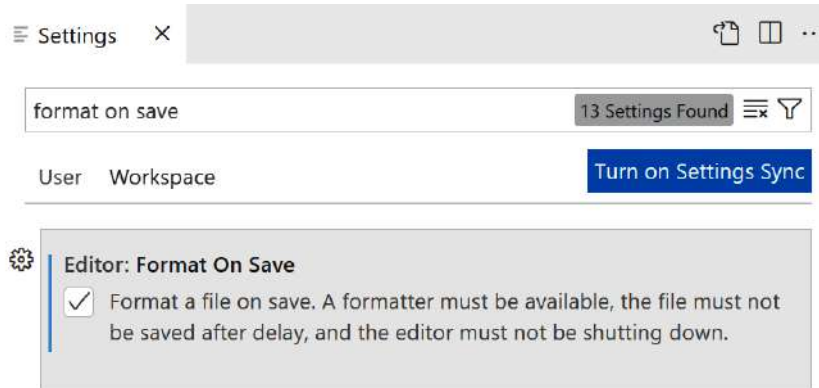 Settings
format on save
13 Settings Found
User Workspace
Turn on Settings Sync
Editor: Format On Save
Format a file on save. A formatter must be available, the file must not
be saved after delay, and the editor must not be shutting down.